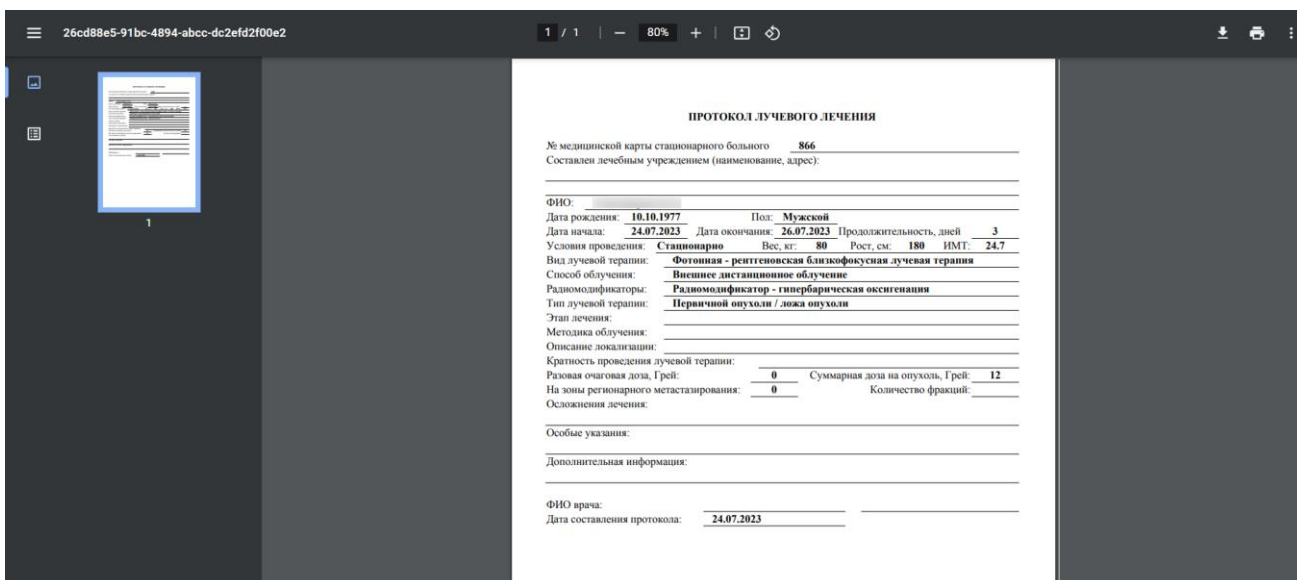 26cd88e5-91bc-4894-abcc-dc2efd2f00e2
1 / 1 | − 80% + |
1
ПРОТОКОЛ ЛУЧЕВОГО ЛЕЧЕНИЯ
№ медицинской карты стационарного больного 866
Составлен лечебным учреждением (наименование, адрес):
ФИО:
Дата рождения: 10.10.1977 Пол: Мужской
Дата начала: 24.07.2023 Дата окончания: 26.07.2023 Продолжительность, дней 3
Условия проведения: Стационарно Вес, кг: 80 Рост, см: 180 ИМТ: 24.7
Вид лучевой терапии: Фотонная - рентгеновская близкофокусная лучевая терапия
Способ облучения: Внешнее дистанционное облучение
Радиомодификаторы: Радиомодификатор - гипербарическая оксигенация
Тип лучевой терапии: Первичной опухоли / ложа опухоли
Этап лечения:
Методика облучения:
Описание локализации:
Кратность проведения лучевой терапии:
Разовая очаговая доза, Грей: 0 Суммарная доза на опухоль, Грей: 12
На зоны регионарного метастазирования: 0 Количество фракций:
Осложнения лечения:
Особые указания:
Дополнительная информация:
ФИО врача:
Дата составления протокола: 24.07.2023